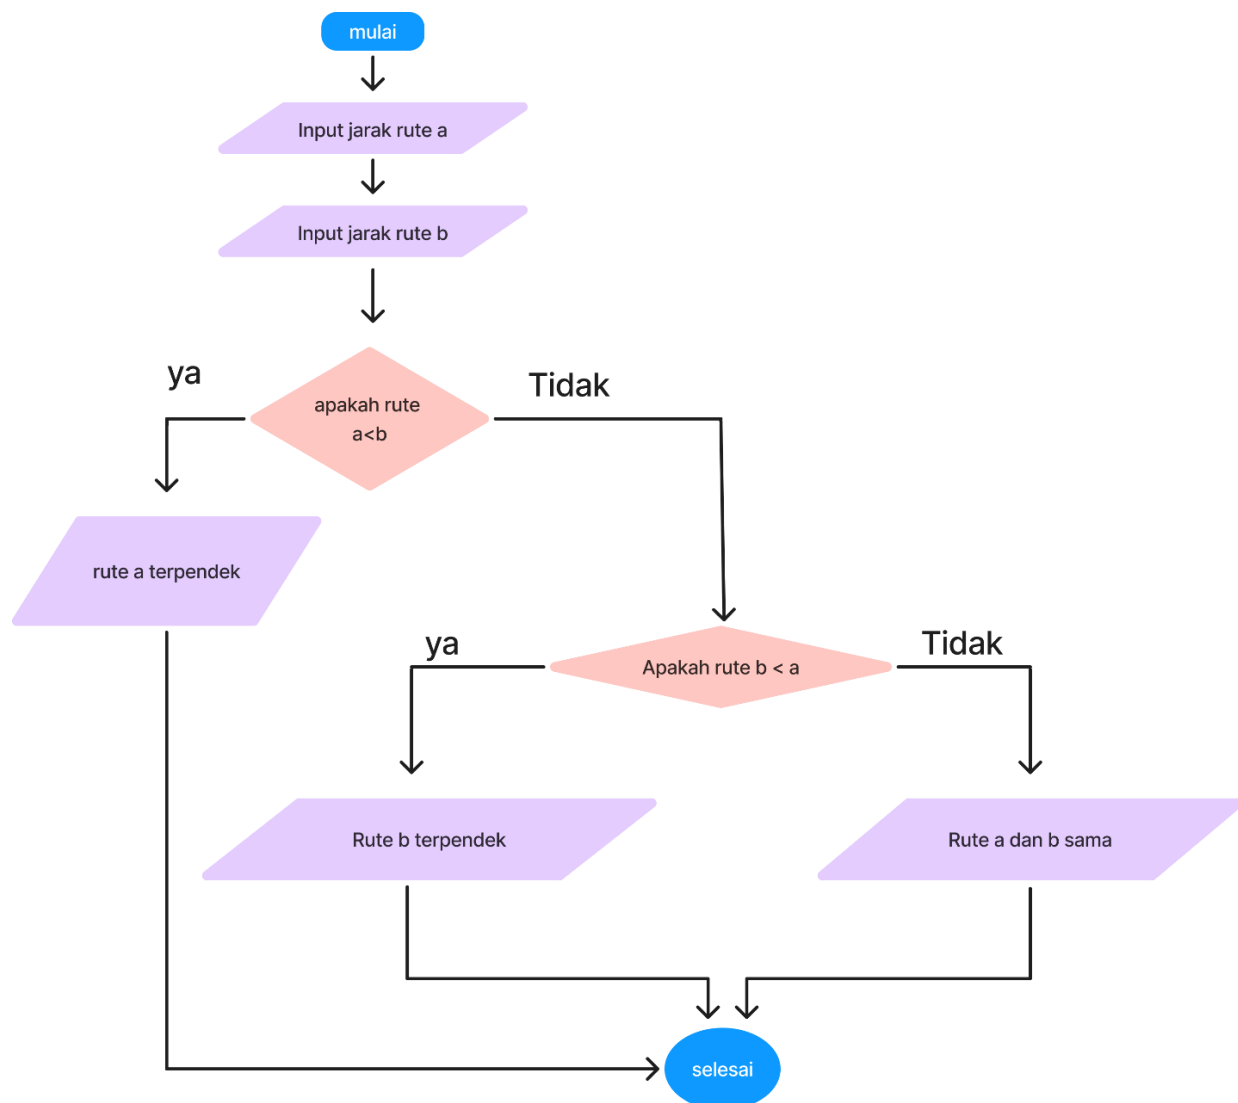 mulai
Input jarak rute a
Input jarak rute b
ya
Tidak
apakah rute
a<b
rute a terpendek
ya
Tidak
Apakah rute b < a
Rute b terpendek
Rute a dan b sama
selesai